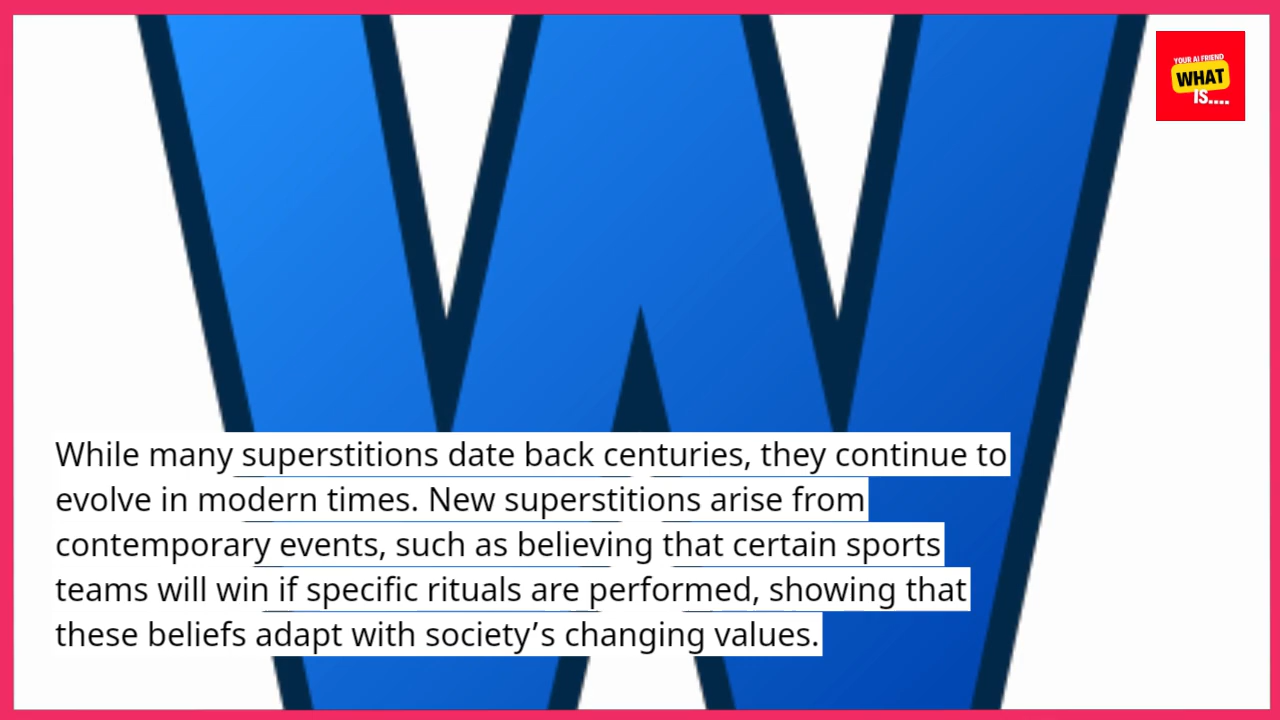 YOUR AI FRIEND
WHAT
IS....
W
While many superstitions date back centuries, they continue to
evolve in modern times. New superstitions arise from
contemporary events, such as believing that certain sports
teams will win if specific rituals are performed, showing that
these beliefs adapt with society’s changing values.